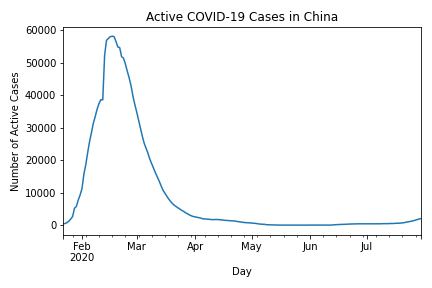 Active COVID-19 Cases in China
Number of Active Cases
60000
50000
40000
30000
20000
10000
0
Feb
2020
Mar
Apr
May
Jun
Jul
Day